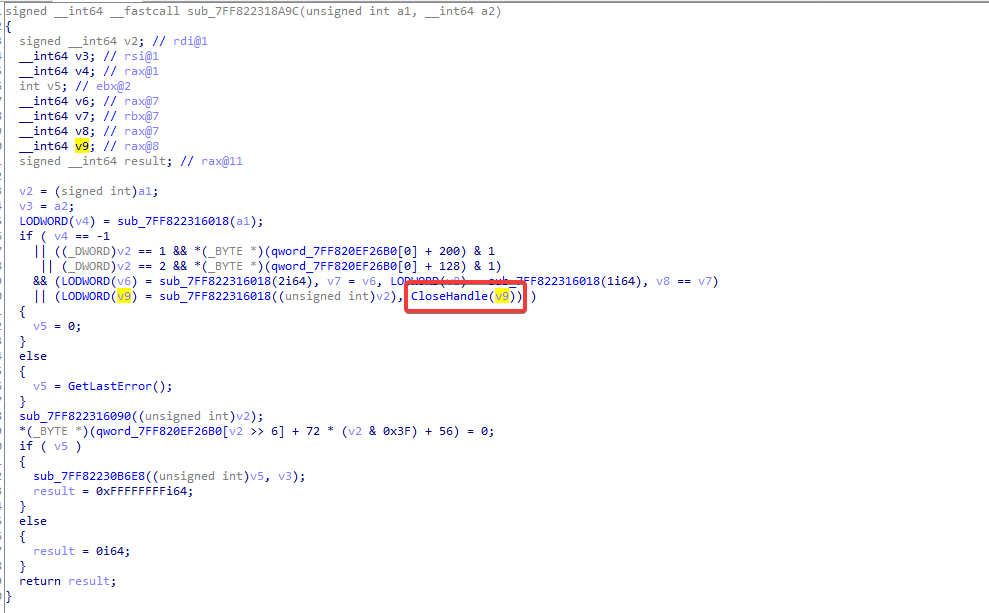 signed __int64 __fastcall sub_7FF822318A9C(unsigned int a1, __int64 a2)
{
  signed __int64 v2; // rdi@1
  __int64 v3; // rsi@1
  __int64 v4; // rax@1
  int v5; // ebx@2
  __int64 v6; // rax@7
  __int64 v7; // rbx@7
  __int64 v8; // rax@7
  __int64 v9; // rax@8
  signed __int64 result; // rax@11

  v2 = (signed int)a1;
  v3 = a2;
  LODWORD(v4) = sub_7FF822316018(a1);
  if ( v4 == -1
    || ((_DWORD)v2 == 1 && *(_BYTE *)(qword_7FF820EF26B0[0] + 200) & 1
     || (_DWORD)v2 == 2 && *(_BYTE *)(qword_7FF820EF26B0[0] + 128) & 1)
    && (LODWORD(v6) = sub_7FF822316018(2i64), v7 = v6, LODWORD(v8) = sub_7FF822316018(1i64), v8 == v7)
    || (LODWORD(v9) = sub_7FF822316018((unsigned int)v2), CloseHandle(v9)) )
  {
    v5 = 0;
  }
  else
  {
    v5 = GetLastError();
  }
  sub_7FF822316090((unsigned int)v2);
  *(_BYTE *)(qword_7FF820EF26B0[v2 >> 6] + 72 * (v2 & 0x3F) + 56) = 0;
  if ( v5 )
  {
    sub_7FF82230B6E8((unsigned int)v5, v3);
    result = 0xFFFFFFFFi64;
  }
  else
  {
    result = 0i64;
  }
  return result;
}